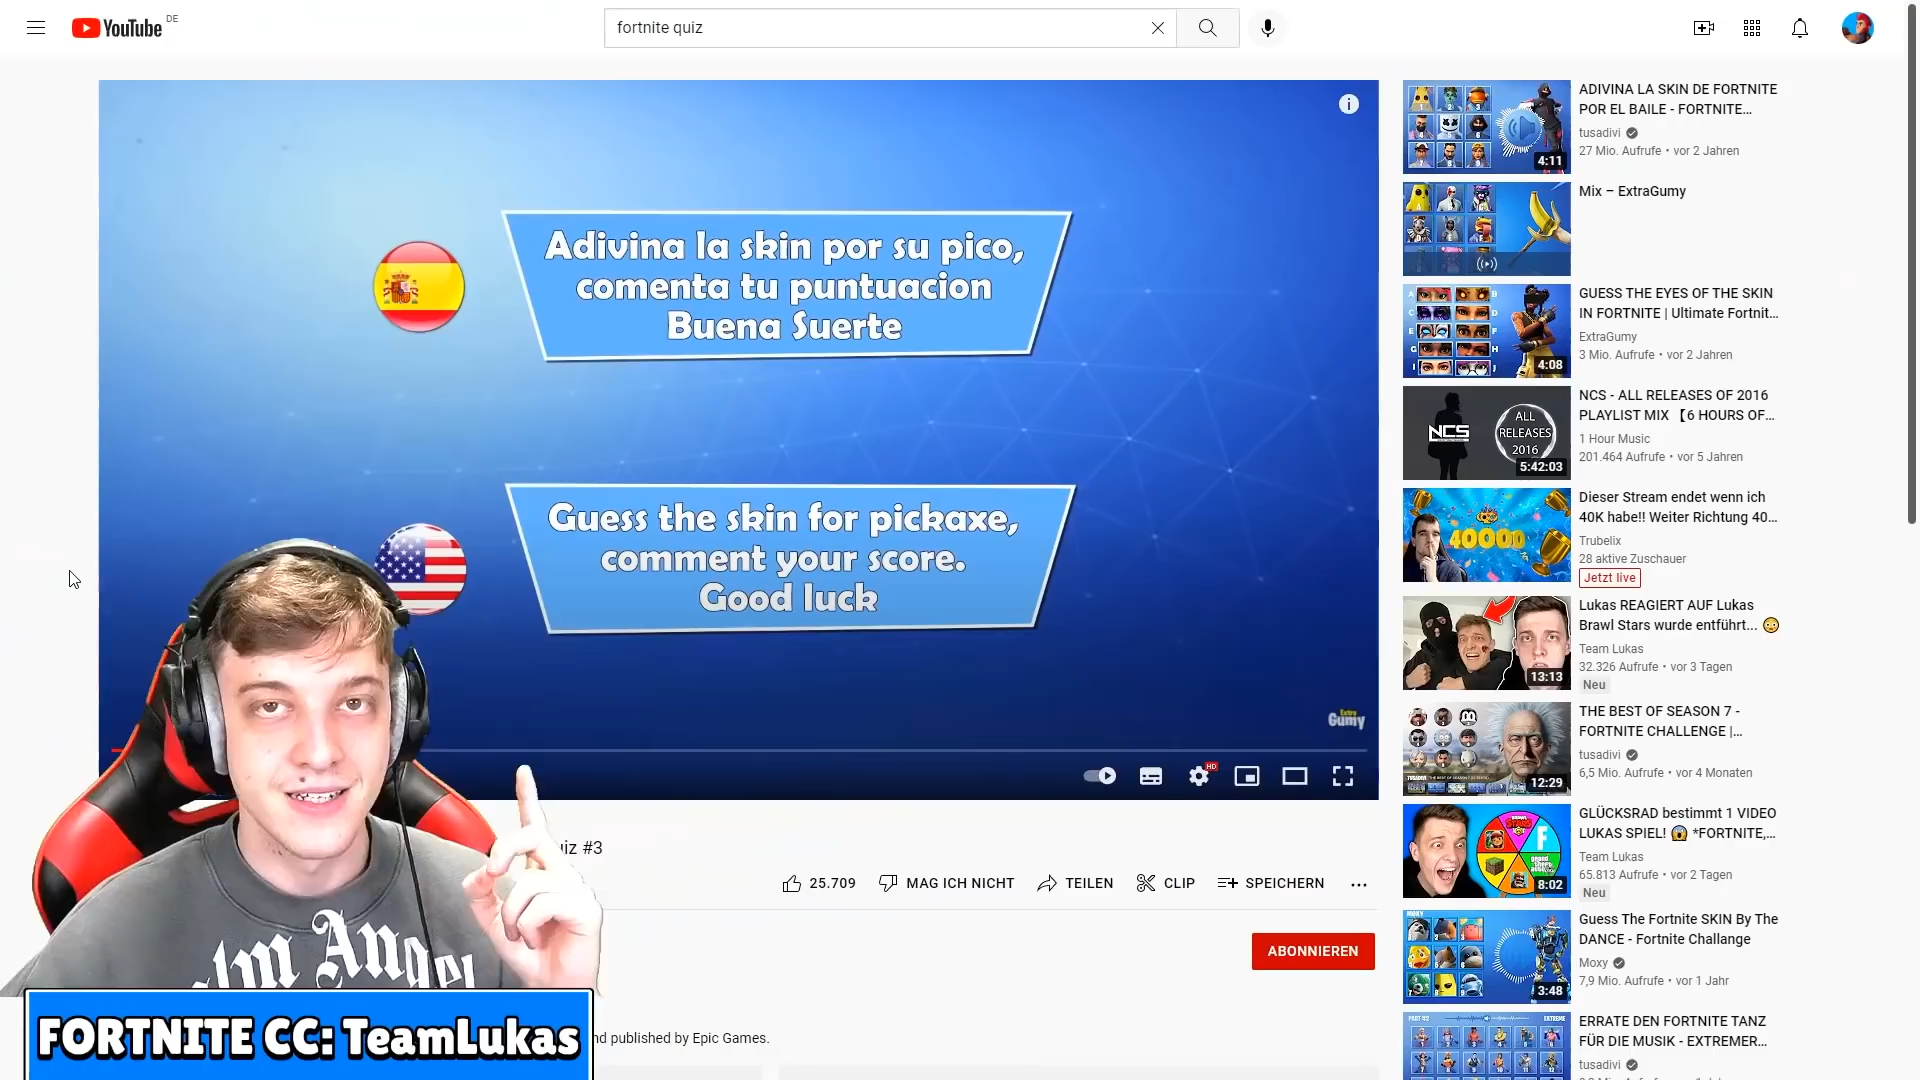 YouTube DE
fortnite quiz
Adivina la skin por su pico,
comenta tu puntuacion
Buena Suerte
Guess the skin for pickaxe,
comment your score.
Good luck
Extra
Gumy
HD
#3
25.709
MAG ICH NICHT
TEILEN
CLIP
SPEICHERN
ABONNIEREN
published by Epic Games.
FORTNITE CC: TeamLukas
4:11
ADIVINA LA SKIN DE FORTNITE
POR EL BAILE - FORTNITE...
tusadivi
27 Mio. Aufrufe • vor 2 Jahren
Mix – ExtraGumy
4:08
GUESS THE EYES OF THE SKIN
IN FORTNITE | Ultimate Fortnit...
ExtraGumy
3 Mio. Aufrufe • vor 2 Jahren
NCS
ALL
RELEASES
2016
5:42:03
NCS - ALL RELEASES OF 2016
PLAYLIST MIX 【6 HOURS OF...
1 Hour Music
201.464 Aufrufe • vor 5 Jahren
40000
Dieser Stream endet wenn ich
40K habe!! Weiter Richtung 40...
Trubelix
28 aktive Zuschauer
Jetzt live
13:13
Lukas REAGIERT AUF Lukas
Brawl Stars wurde entführt... 😳
Team Lukas
32.326 Aufrufe • vor 3 Tagen
Neu
12:29
THE BEST OF SEASON 7 -
FORTNITE CHALLENGE |...
tusadivi
6,5 Mio. Aufrufe • vor 4 Monaten
8:02
GLÜCKSRAD bestimmt 1 VIDEO
LUKAS SPIEL! 😱 *FORTNITE,...
Team Lukas
65.813 Aufrufe • vor 2 Tagen
Neu
MOXY
3:48
Guess The Fortnite SKIN By The
DANCE - Fortnite Challange
Moxy
7,9 Mio. Aufrufe • vor 1 Jahr
PART #2
EXTREME
ERRATE DEN FORTNITE TANZ
FÜR DIE MUSIK - EXTREMER...
tusadivi